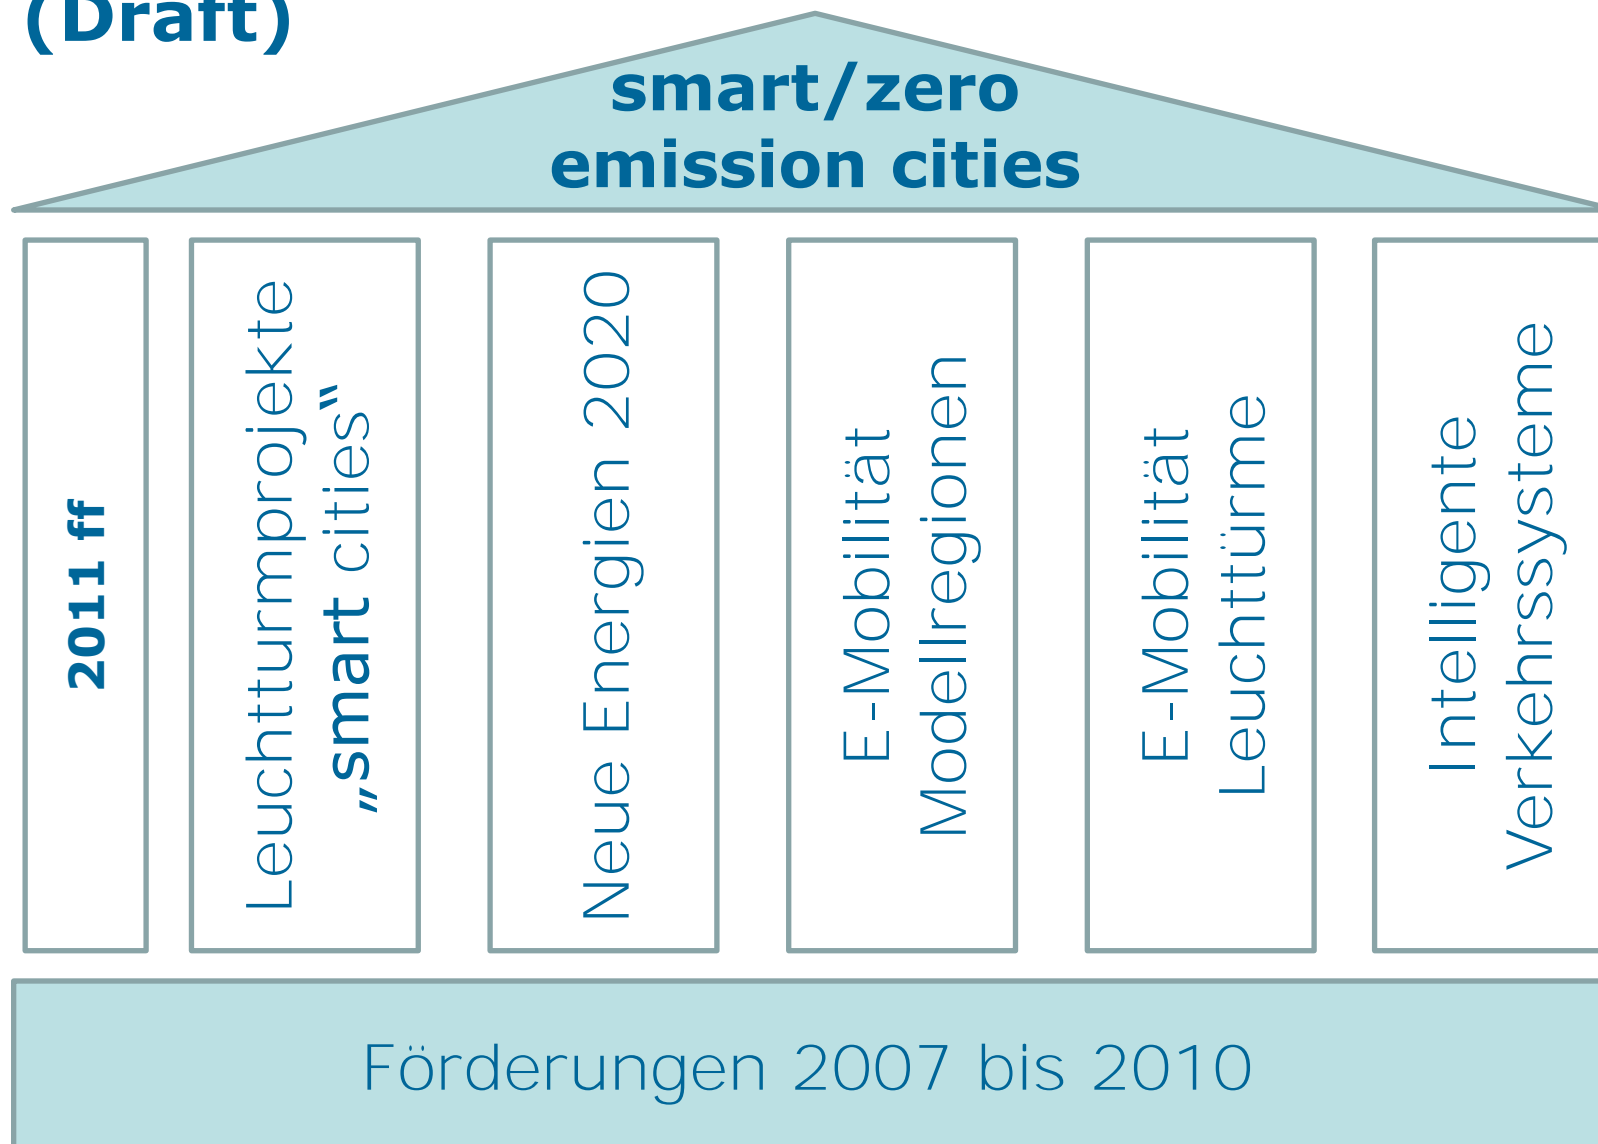 (Draft)
smart/zero
emission cities
2011 ff
Leuchtturmprojekte
„smart cities“
Neue Energien 2020
E-Mobilität
Modellregionen
E-Mobilität
Leuchttürme
Intelligente
Verkehrssysteme
Förderungen 2007 bis 2010